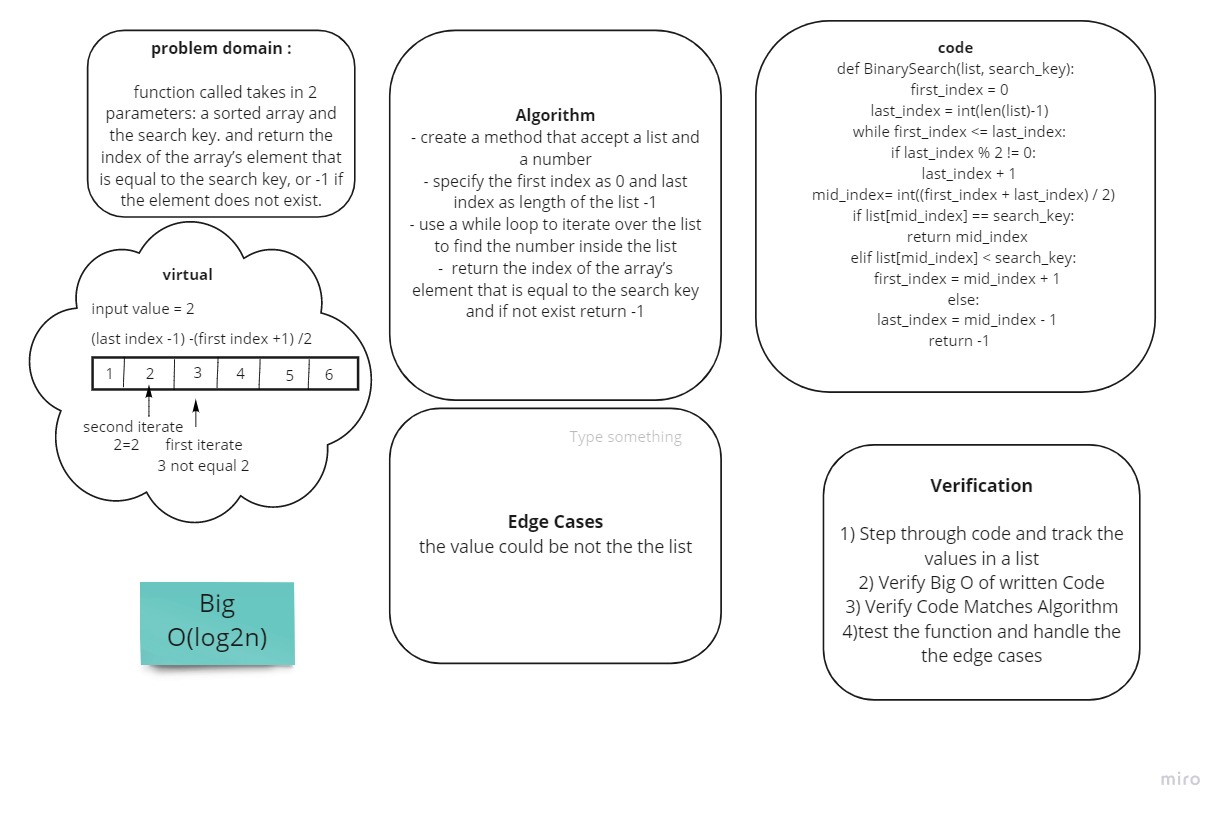 problem domain :
function called takes in 2
parameters: a sorted array and
the search key. and return the
index of the array’s element that
is equal to the search key, or -1 if
the element does not exist.
virtual
input value = 2
(last index -1) -(first index +1) /2
1 2 3 4 5 6
second iterate
2=2
first iterate
3 not equal 2
Big
O(log2n)
Algorithm
- create a method that accept a list and
a number
- specify the first index as 0 and last
index as length of the list -1
- use a while loop to iterate over the list
to find the number inside the list
- return the index of the array’s
element that is equal to the search key
and if not exist return -1
Type something
Edge Cases
the value could be not the the list
code
def BinarySearch(list, search_key):
first_index = 0
last_index = int(len(list)-1)
while first_index <= last_index:
if last_index % 2 != 0:
last_index + 1
mid_index= int((first_index + last_index) / 2)
if list[mid_index] == search_key:
return mid_index
elif list[mid_index] < search_key:
first_index = mid_index + 1
else:
last_index = mid_index - 1
return -1
Verification
1) Step through code and track the
values in a list
2) Verify Big O of written Code
3) Verify Code Matches Algorithm
4)test the function and handle the
the edge cases
miro